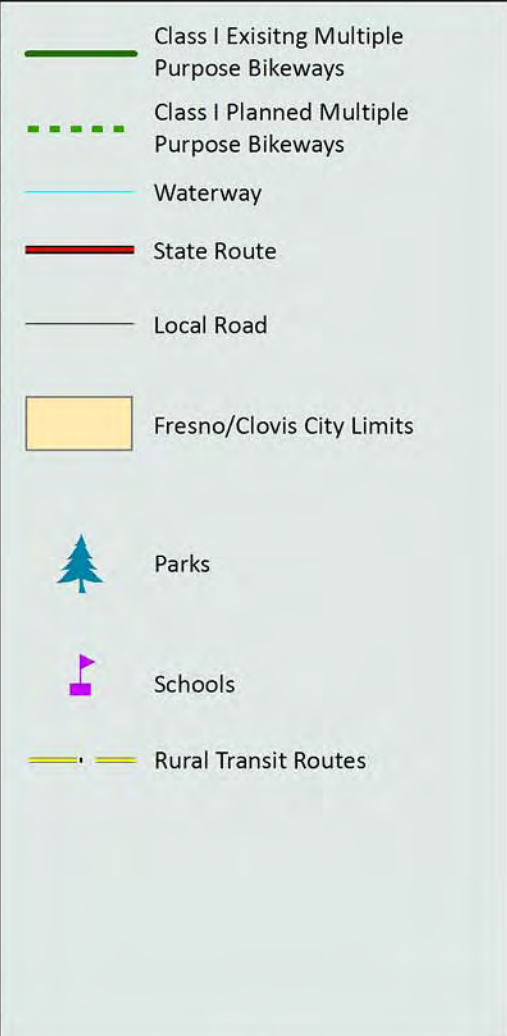 Class I Exisitng Multiple
Purpose Bikeways
Class I Planned Multiple
Purpose Bikeways
Waterway
State Route
Local Road
Fresno/Clovis City Limits
Parks
Schools
Rural Transit Routes